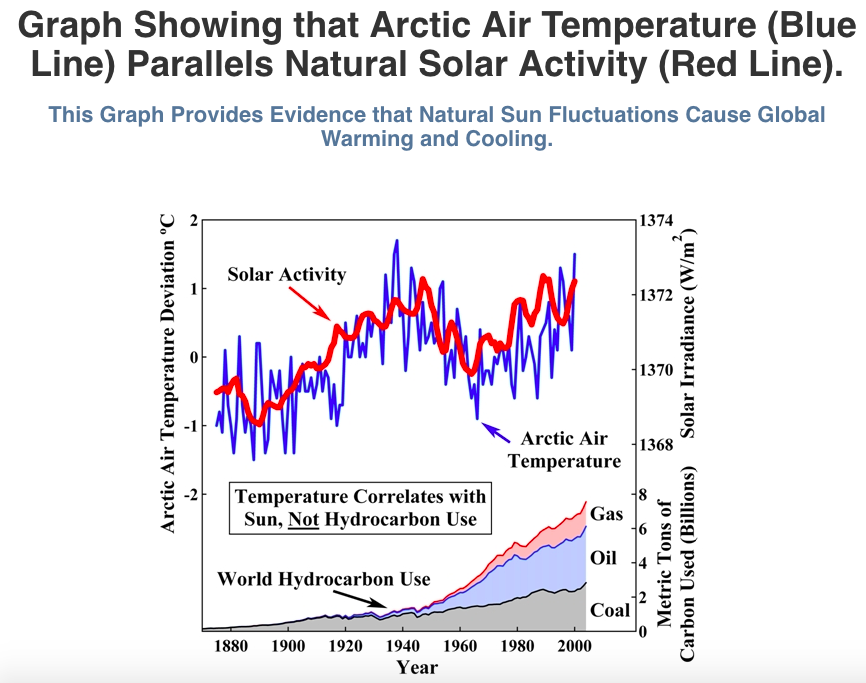 Graph Showing that Arctic Air Temperature (Blue
Line) Parallels Natural Solar Activity (Red Line).
This Graph Provides Evidence that Natural Sun Fluctuations Cause Global
Warming and Cooling.
Arctic Air Temperature Deviation ºC
2
1
0
-1
-2
Solar Activity
Arctic Air
Temperature
1374
1372
1370
1368
Solar Irradiance (W/m2)
Temperature Correlates with
Sun, Not Hydrocarbon Use
World Hydrocarbon Use
Gas
Oil
Coal
8
6
4
2
0
Metric Tons of
Carbon Used (Billions)
1880 1900 1920 1940 1960 1980 2000
Year